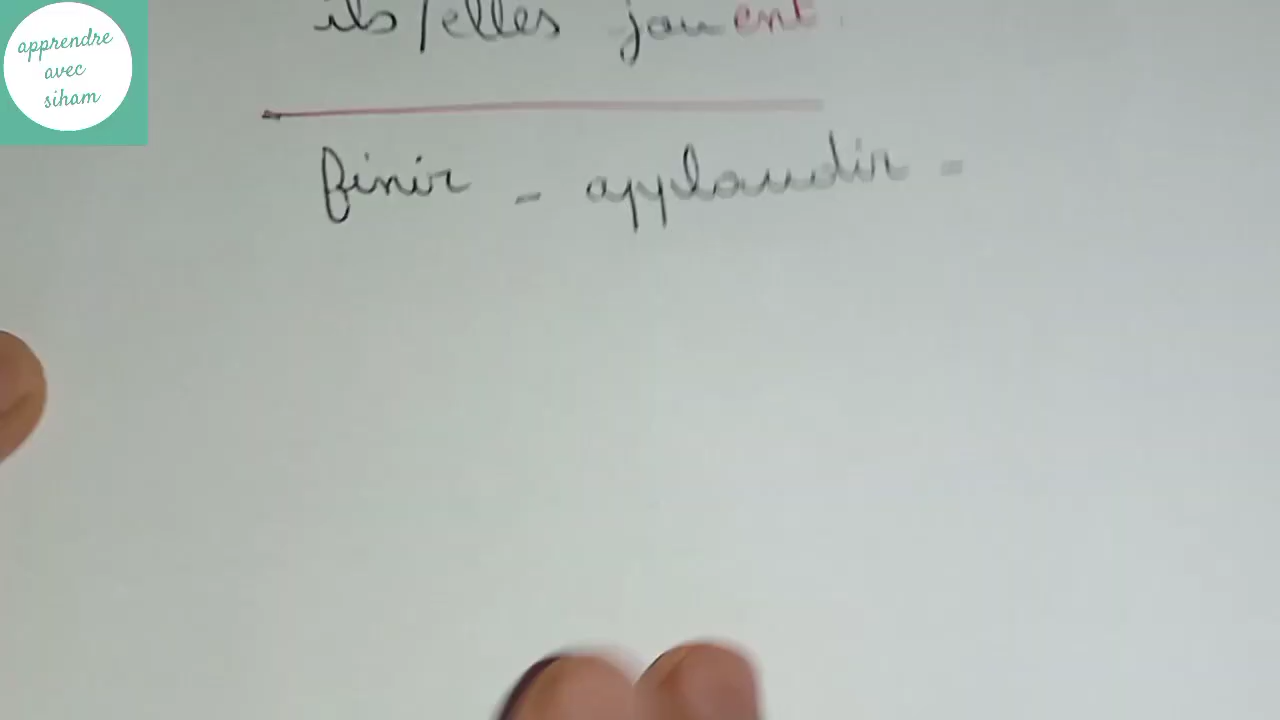 apprendre
avec
siham
ils/elles jouent.
finir - applaudir -